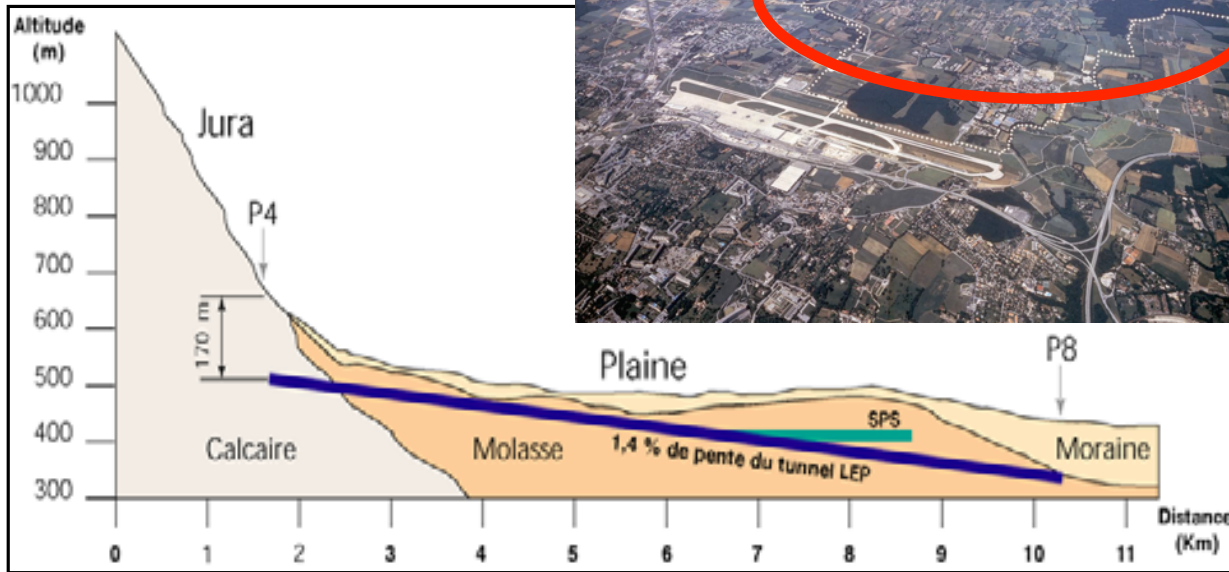 Altitude
(m)
1000
900
800
700
600
500
400
300
Jura
P4
170 m
Plaine
P8
SPS
Calcaire
Molasse
1,4 % de pente du tunnel LEP
Moraine
0 1 2 3 4 5 6 7 8 9 10 11
Distance
(Km)